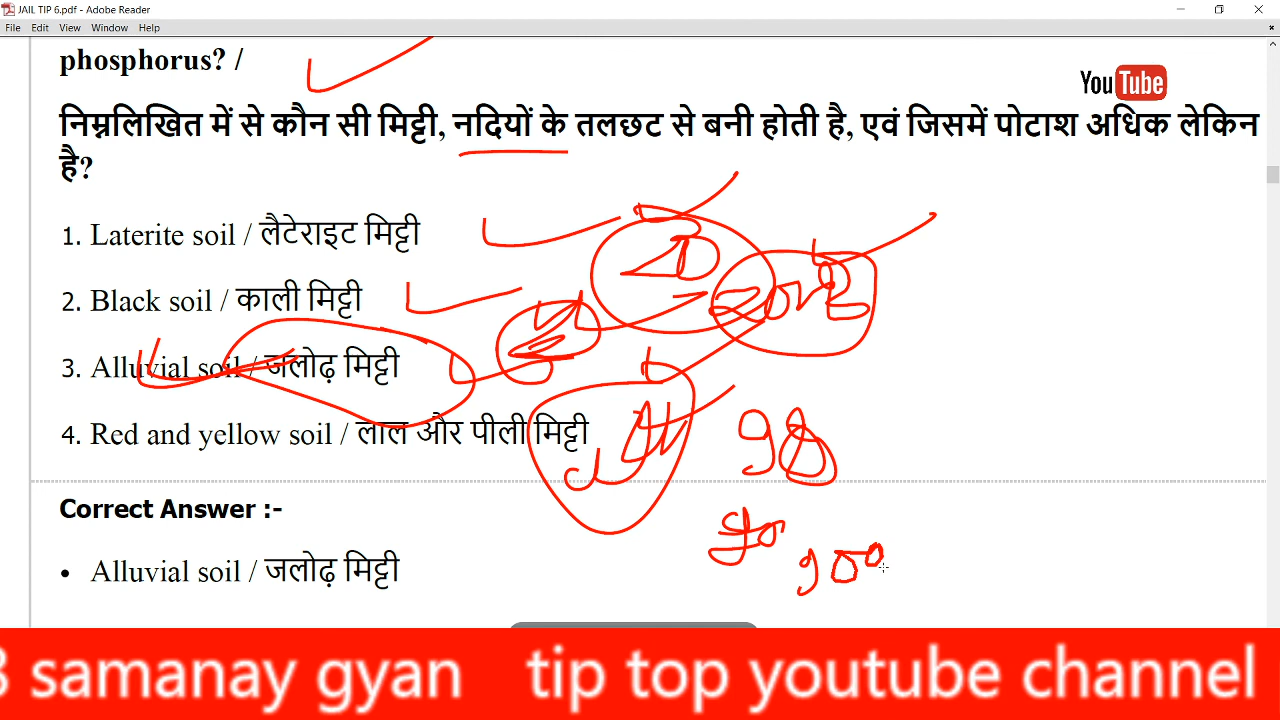 JAIL TIP 6.pdf - Adobe Reader
File Edit View Window Help
phosphorus? /
YouTube
निम्नलिखित में से कौन सी मिट्टी, नदियों के तलछट से बनी होती है, एवं जिसमें पोटाश अधिक लेकिन
है?
1. Laterite soil / लैटेराइट मिट्टी
2. Black soil / काली मिट्टी
3. Alluvial soil / जलोढ़ मिट्टी
4. Red and yellow soil / लाल और पीली मिट्टी
Correct Answer :-
• Alluvial soil / जलोढ़ मिट्टी
samanay gyan tip top youtube channel